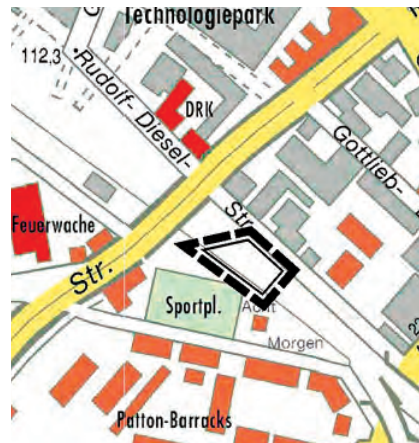 Technologiepark
112,3
Rudolf- Diesel-
DRK
Gottlieb-
Str.
Feuerwache
Str.
Sportpl.
Acht
Morgen
Patton-Barracks